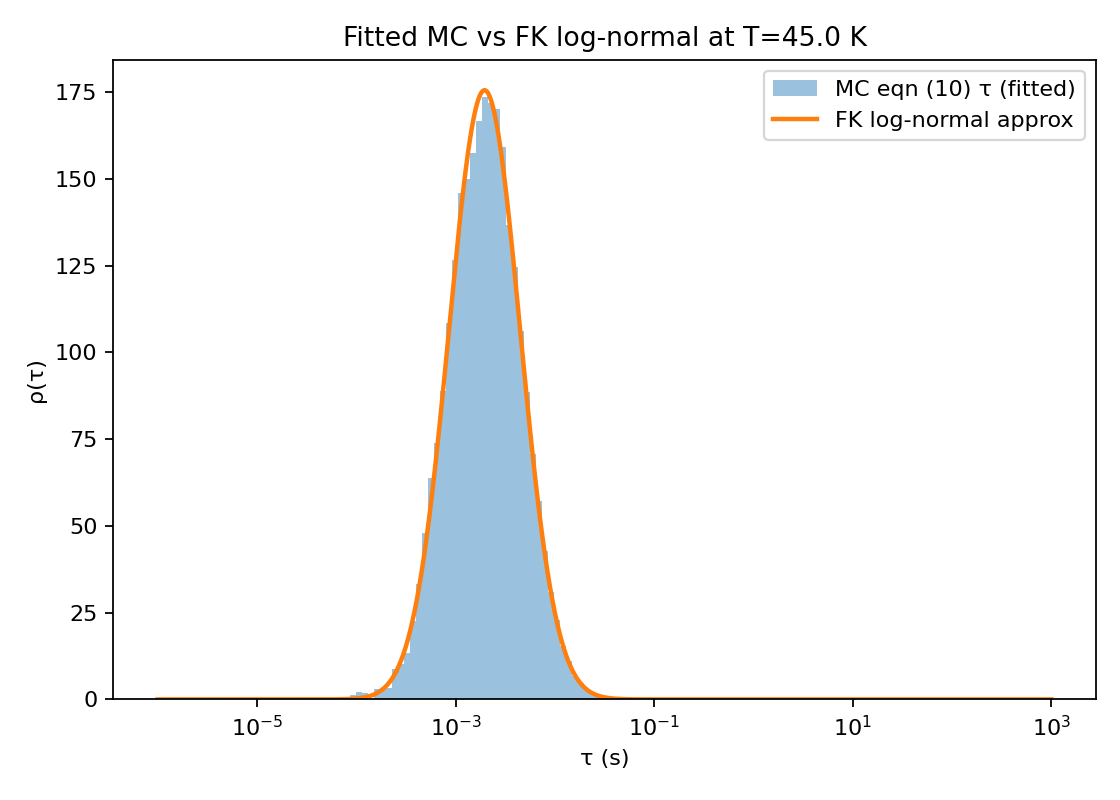 Fitted MC vs FK log-normal at T=45.0 K
MC eqn (10) τ (fitted)
FK log-normal approx
175
150
125
100
75
50
25
0
ρ(τ)
10⁻⁵
10⁻³
10⁻¹
10¹
10³
τ (s)